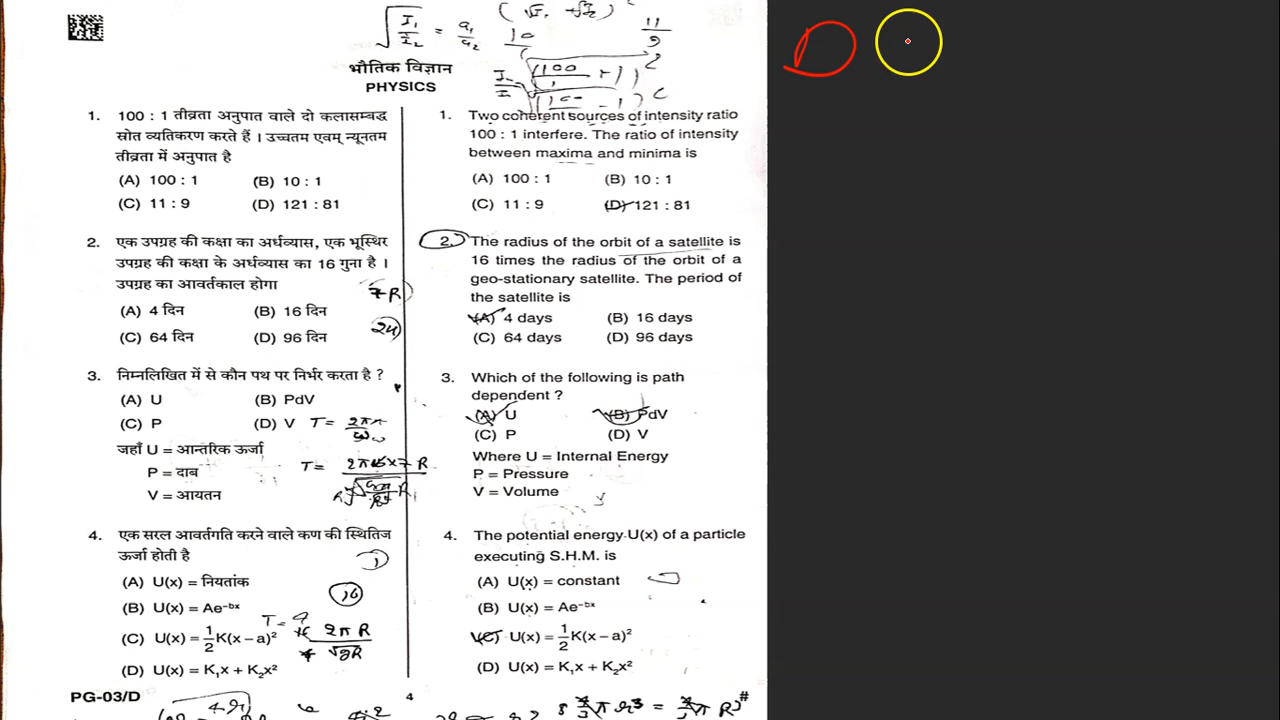 भौतिक विज्ञान
PHYSICS
1. 100 : 1 तीव्रता अनुपात वाले दो कलासम्बद्ध
स्रोत व्यतिकरण करते हैं । उच्चतम एवम् न्यूनतम
तीव्रता में अनुपात है
(A) 100 : 1 (B) 10 : 1
(C) 11 : 9 (D) 121 : 81
2. एक उपग्रह की कक्षा का अर्धव्यास, एक भूस्थिर
उपग्रह की कक्षा के अर्धव्यास का 16 गुना है ।
उपग्रह का आवर्तकाल होगा
7R
(A) 4 दिन (B) 16 दिन
24
(C) 64 दिन (D) 96 दिन
3. निम्नलिखित में से कौन पथ पर निर्भर करता है ?
(A) U (B) PdV
(C) P (D) V
जहाँ U = आन्तरिक ऊर्जा
P = दाब
V = आयतन
4. एक सरल आवर्तगति करने वाले कण की स्थितिज
ऊर्जा होती है
(A) U(x) = नियतांक
(B) U(x) = Ae⁻ᵇˣ
16
(C) U(x) = 1/2 K(x – a)²
(D) U(x) = K₁x + K₂x²
PG-03/D
4
1. Two coherent sources of intensity ratio
100 : 1 interfere. The ratio of intensity
between maxima and minima is
(A) 100 : 1 (B) 10 : 1
(C) 11 : 9 (D) 121 : 81
2. The radius of the orbit of a satellite is
16 times the radius of the orbit of a
geo-stationary satellite. The period of
the satellite is
(A) 4 days (B) 16 days
(C) 64 days (D) 96 days
3. Which of the following is path
dependent ?
(A) U (B) PdV
(C) P (D) V
Where U = Internal Energy
P = Pressure
V = Volume
4. The potential energy U(x) of a particle
executing S.H.M. is
(A) U(x) = constant
(B) U(x) = Ae⁻ᵇˣ
(C) U(x) = 1/2 K(x – a)²
(D) U(x) = K₁x + K₂x²
D